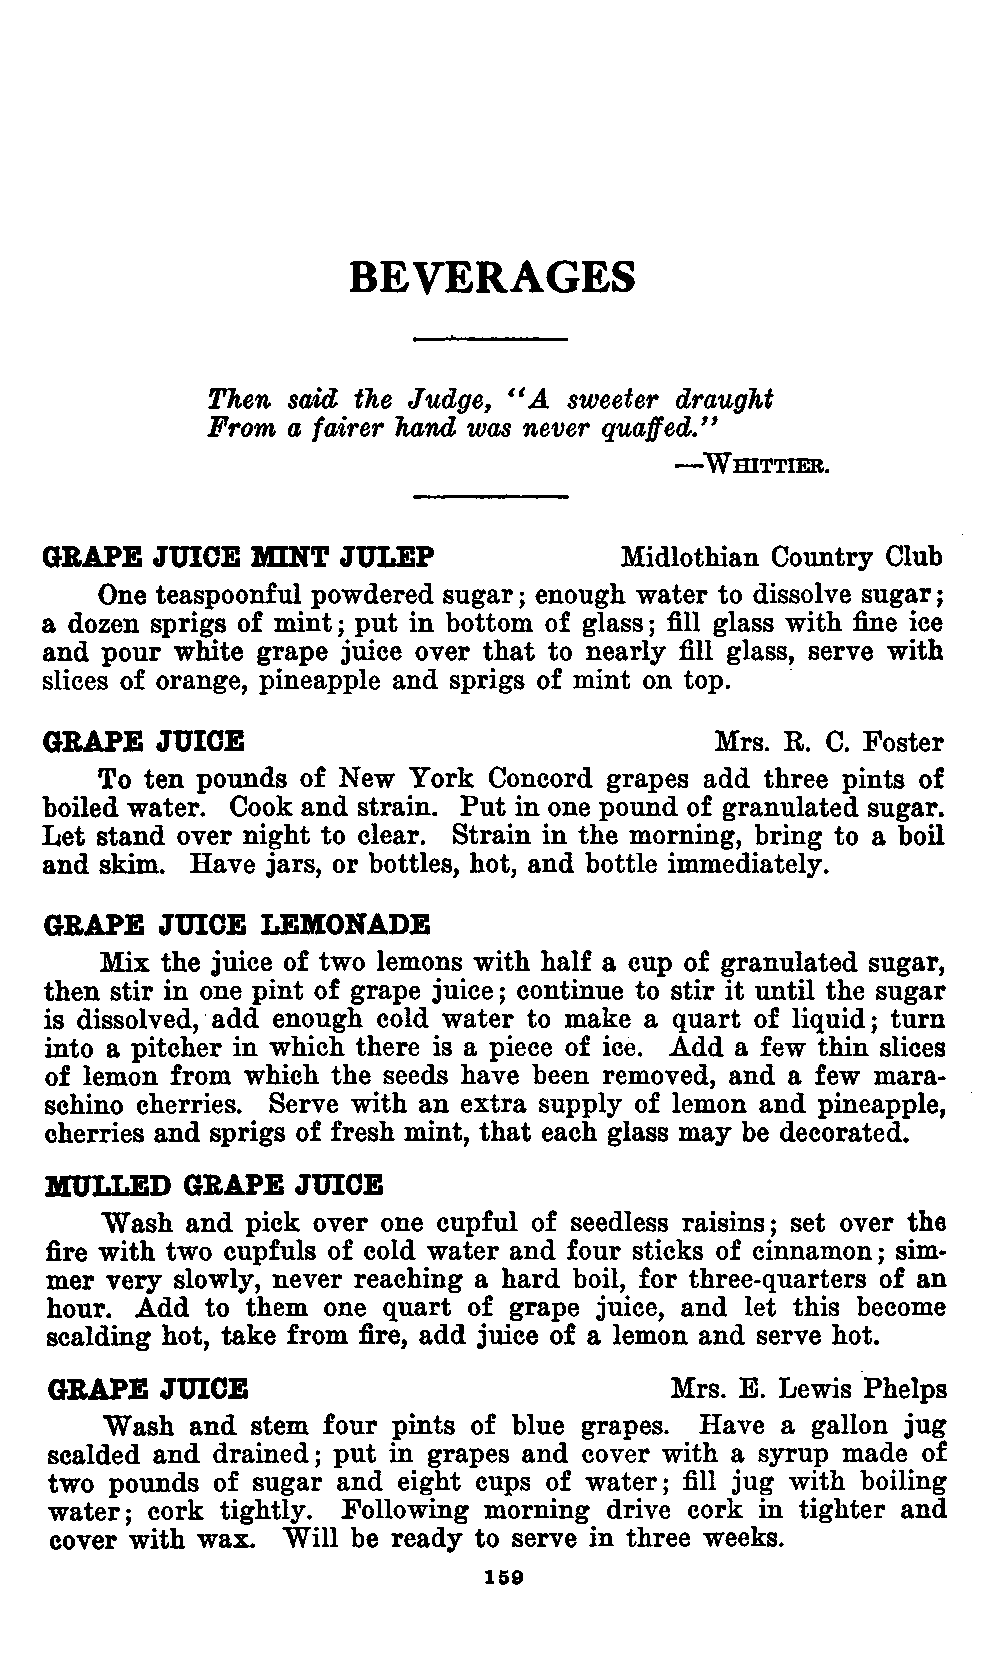 BEVERAGES
Then said the Judge, "A sweeter draught
From a fairer hand was never quaffed."
—WHITTIER.
GRAPE JUICE MINT JULEP Midlothian Country Club
One teaspoonful powdered sugar; enough water to dissolve sugar;
a dozen sprigs of mint; put in bottom of glass; fill glass with fine ice
and pour white grape juice over that to nearly fill glass, serve with
slices of orange, pineapple and sprigs of mint on top.
GRAPE JUICE Mrs. R. C. Foster
To ten pounds of New York Concord grapes add three pints of
boiled water. Cook and strain. Put in one pound of granulated sugar.
Let stand over night to clear. Strain in the morning, bring to a boil
and skim. Have jars, or bottles, hot, and bottle immediately.
GRAPE JUICE LEMONADE
Mix the juice of two lemons with half a cup of granulated sugar,
then stir in one pint of grape juice; continue to stir it until the sugar
is dissolved, add enough cold water to make a quart of liquid; turn
into a pitcher in which there is a piece of ice. Add a few thin slices
of lemon from which the seeds have been removed, and a few mara-
schino cherries. Serve with an extra supply of lemon and pineapple,
cherries and sprigs of fresh mint, that each glass may be decorated.
MULLED GRAPE JUICE
Wash and pick over one cupful of seedless raisins; set over the
fire with two cupfuls of cold water and four sticks of cinnamon; sim-
mer very slowly, never reaching a hard boil, for three-quarters of an
hour. Add to them one quart of grape juice, and let this become
scalding hot, take from fire, add juice of a lemon and serve hot.
GRAPE JUICE Mrs. E. Lewis Phelps
Wash and stem four pints of blue grapes. Have a gallon jug
scalded and drained; put in grapes and cover with a syrup made of
two pounds of sugar and eight cups of water; fill jug with boiling
water; cork tightly. Following morning drive cork in tighter and
cover with wax. Will be ready to serve in three weeks.
159